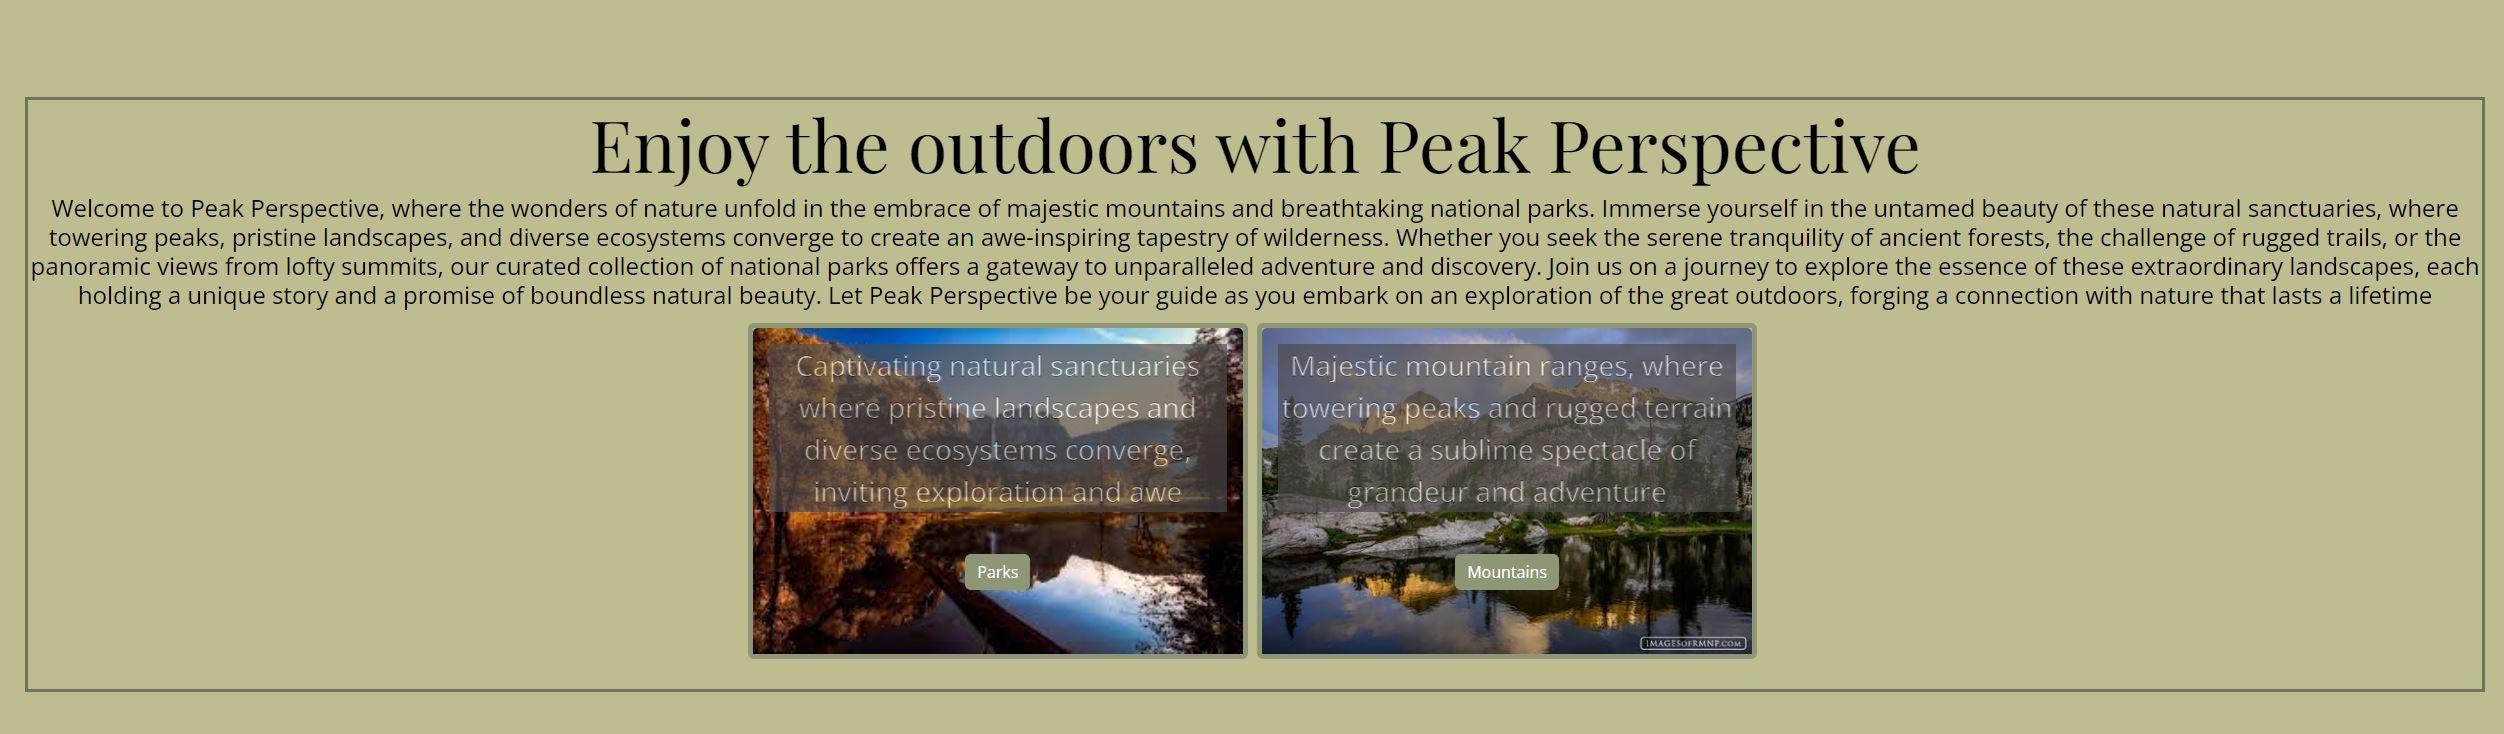 Enjoy the outdoors with Peak Perspective
Welcome to Peak Perspective, where the wonders of nature unfold in the embrace of majestic mountains and breathtaking national parks. Immerse yourself in the untamed beauty of these natural sanctuaries, where
towering peaks, pristine landscapes, and diverse ecosystems converge to create an awe-inspiring tapestry of wilderness. Whether you seek the serene tranquility of ancient forests, the challenge of rugged trails, or the
panoramic views from lofty summits, our curated collection of national parks offers a gateway to unparalleled adventure and discovery. Join us on a journey to explore the essence of these extraordinary landscapes, each
holding a unique story and a promise of boundless natural beauty. Let Peak Perspective be your guide as you embark on an exploration of the great outdoors, forging a connection with nature that lasts a lifetime
Captivating natural sanctuaries
where pristine landscapes and
diverse ecosystems converge,
inviting exploration and awe
Parks
Majestic mountain ranges, where
towering peaks and rugged terrain
create a sublime spectacle of
grandeur and adventure
Mountains
IMAGESOFRMNP.COM